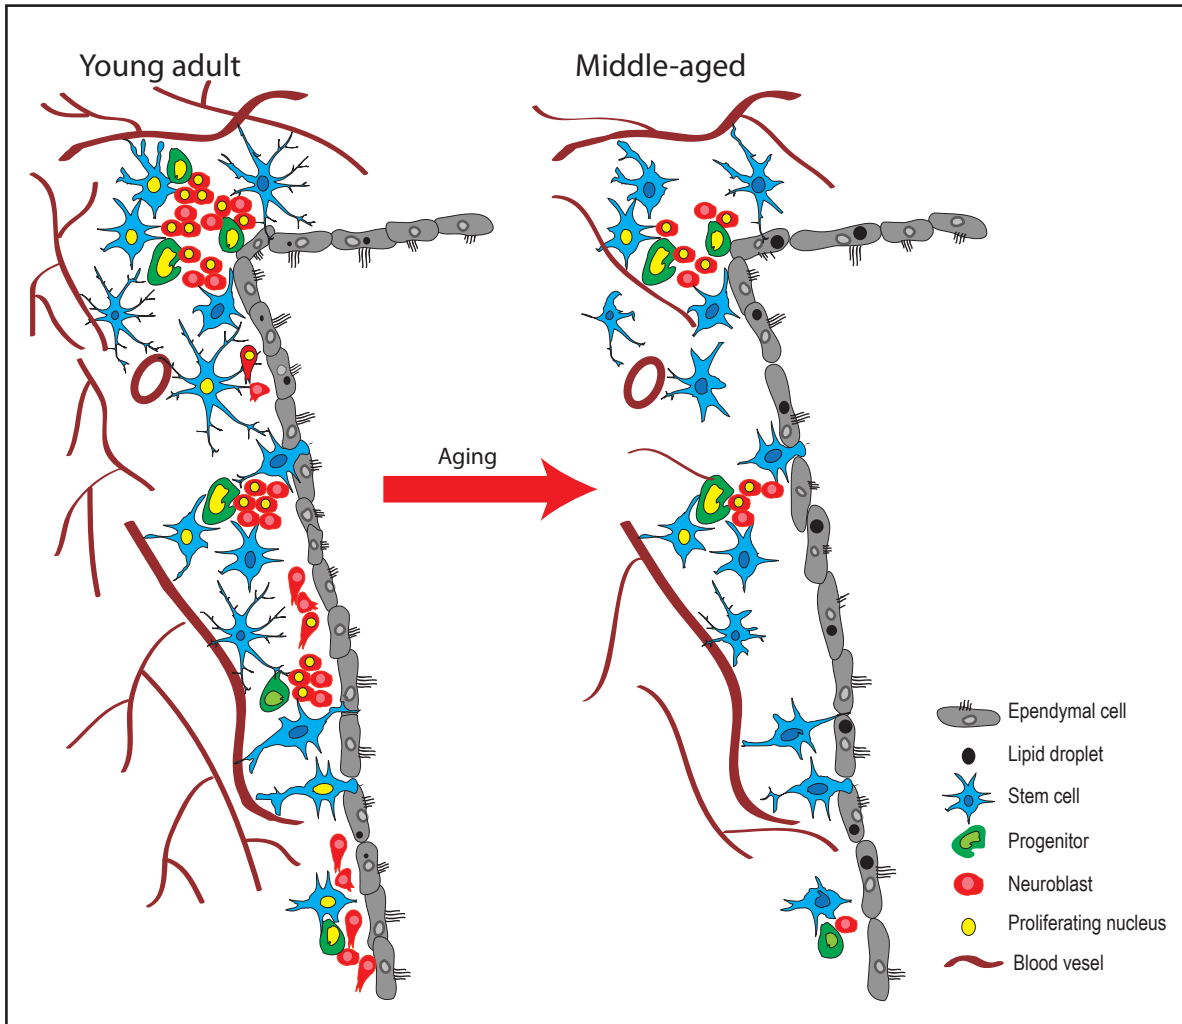 Young adult
Middle-aged
Aging
Ependymal cell
Lipid droplet
Stem cell
Progenitor
Neuroblast
Proliferating nucleus
Blood vesel